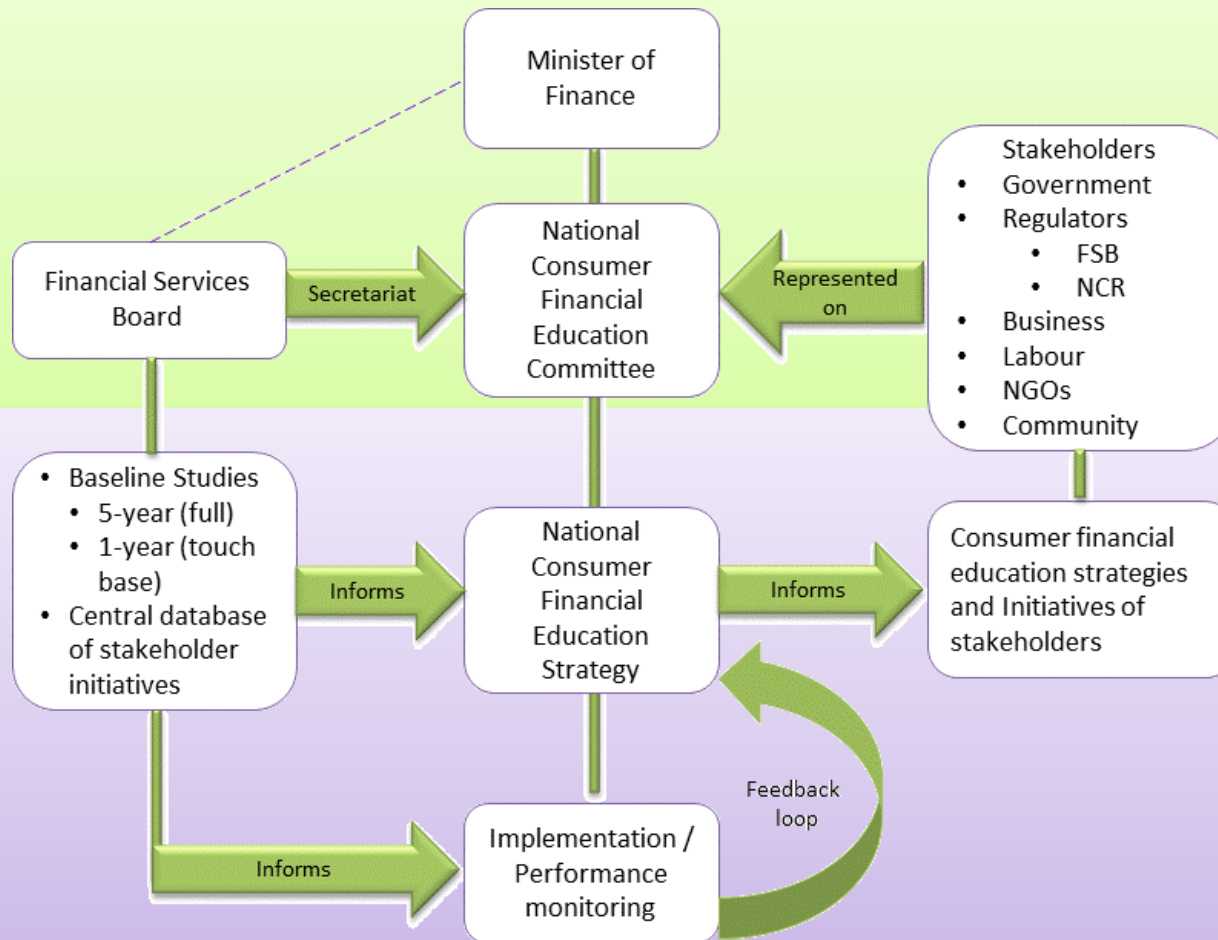 Minister of
Finance
Financial Services
Board
Secretariat
National
Consumer
Financial
Education
Committee
Represented
on
Stakeholders
• Government
• Regulators
• FSB
• NCR
• Business
• Labour
• NGOs
• Community
• Baseline Studies
• 5-year (full)
• 1-year (touch
base)
• Central database
of stakeholder
initiatives
Informs
National
Consumer
Financial
Education
Strategy
Informs
Consumer financial
education strategies
and Initiatives of
stakeholders
Informs
Implementation /
Performance
monitoring
Feedback
loop